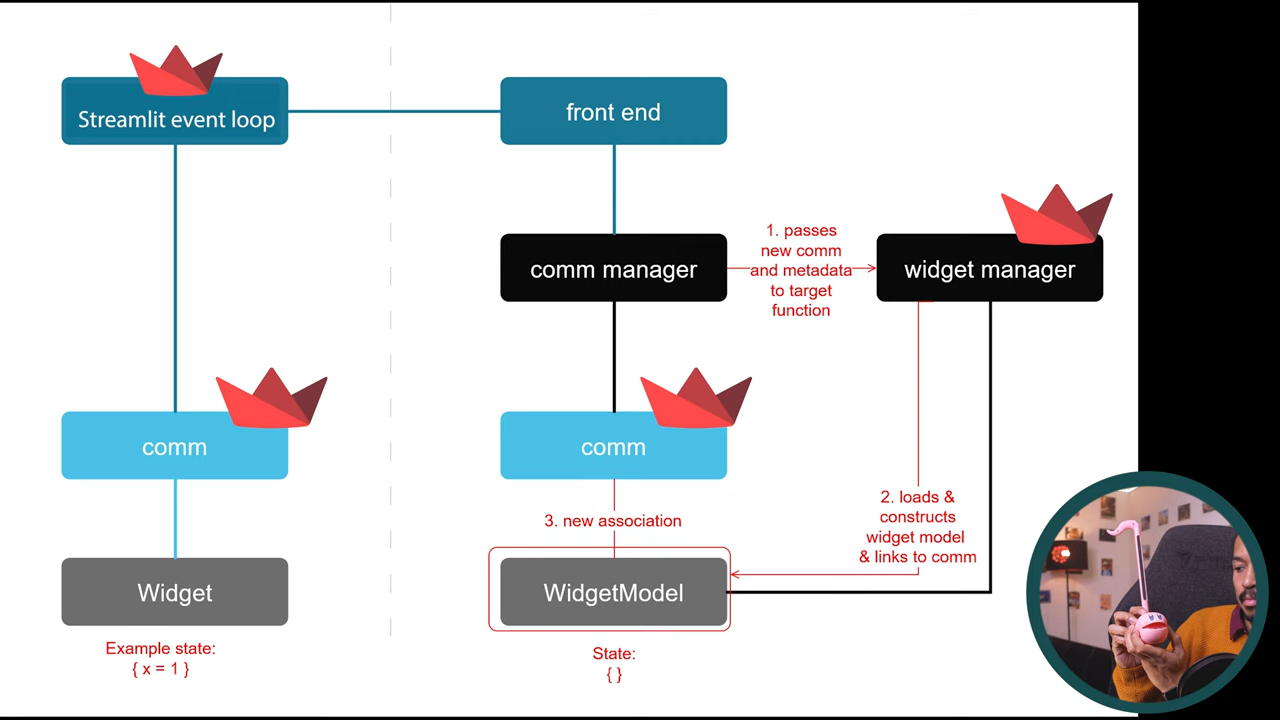 Streamlit event loop
front end
comm manager
1. passes
new comm
and metadata
to target
function
widget manager
comm
comm
3. new association
2. loads &
constructs
widget model
& links to comm
Widget
WidgetModel
Example state:
{ x = 1 }
State:
{ }